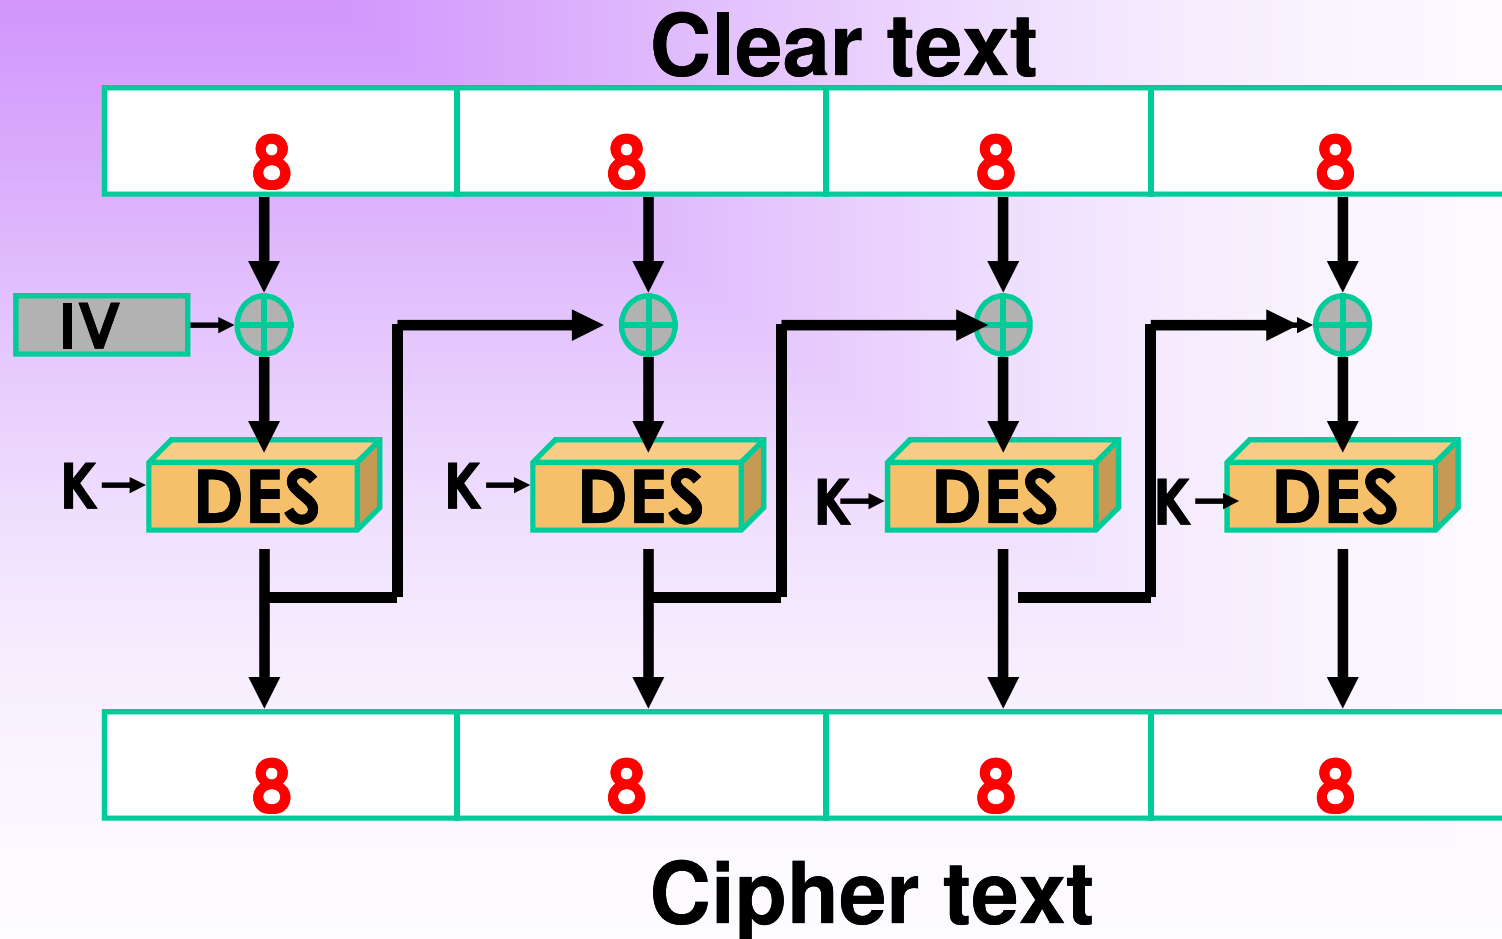 Clear text
8 8 8 8
IV
K DES K DES K DES K DES
8 8 8 8
Cipher text